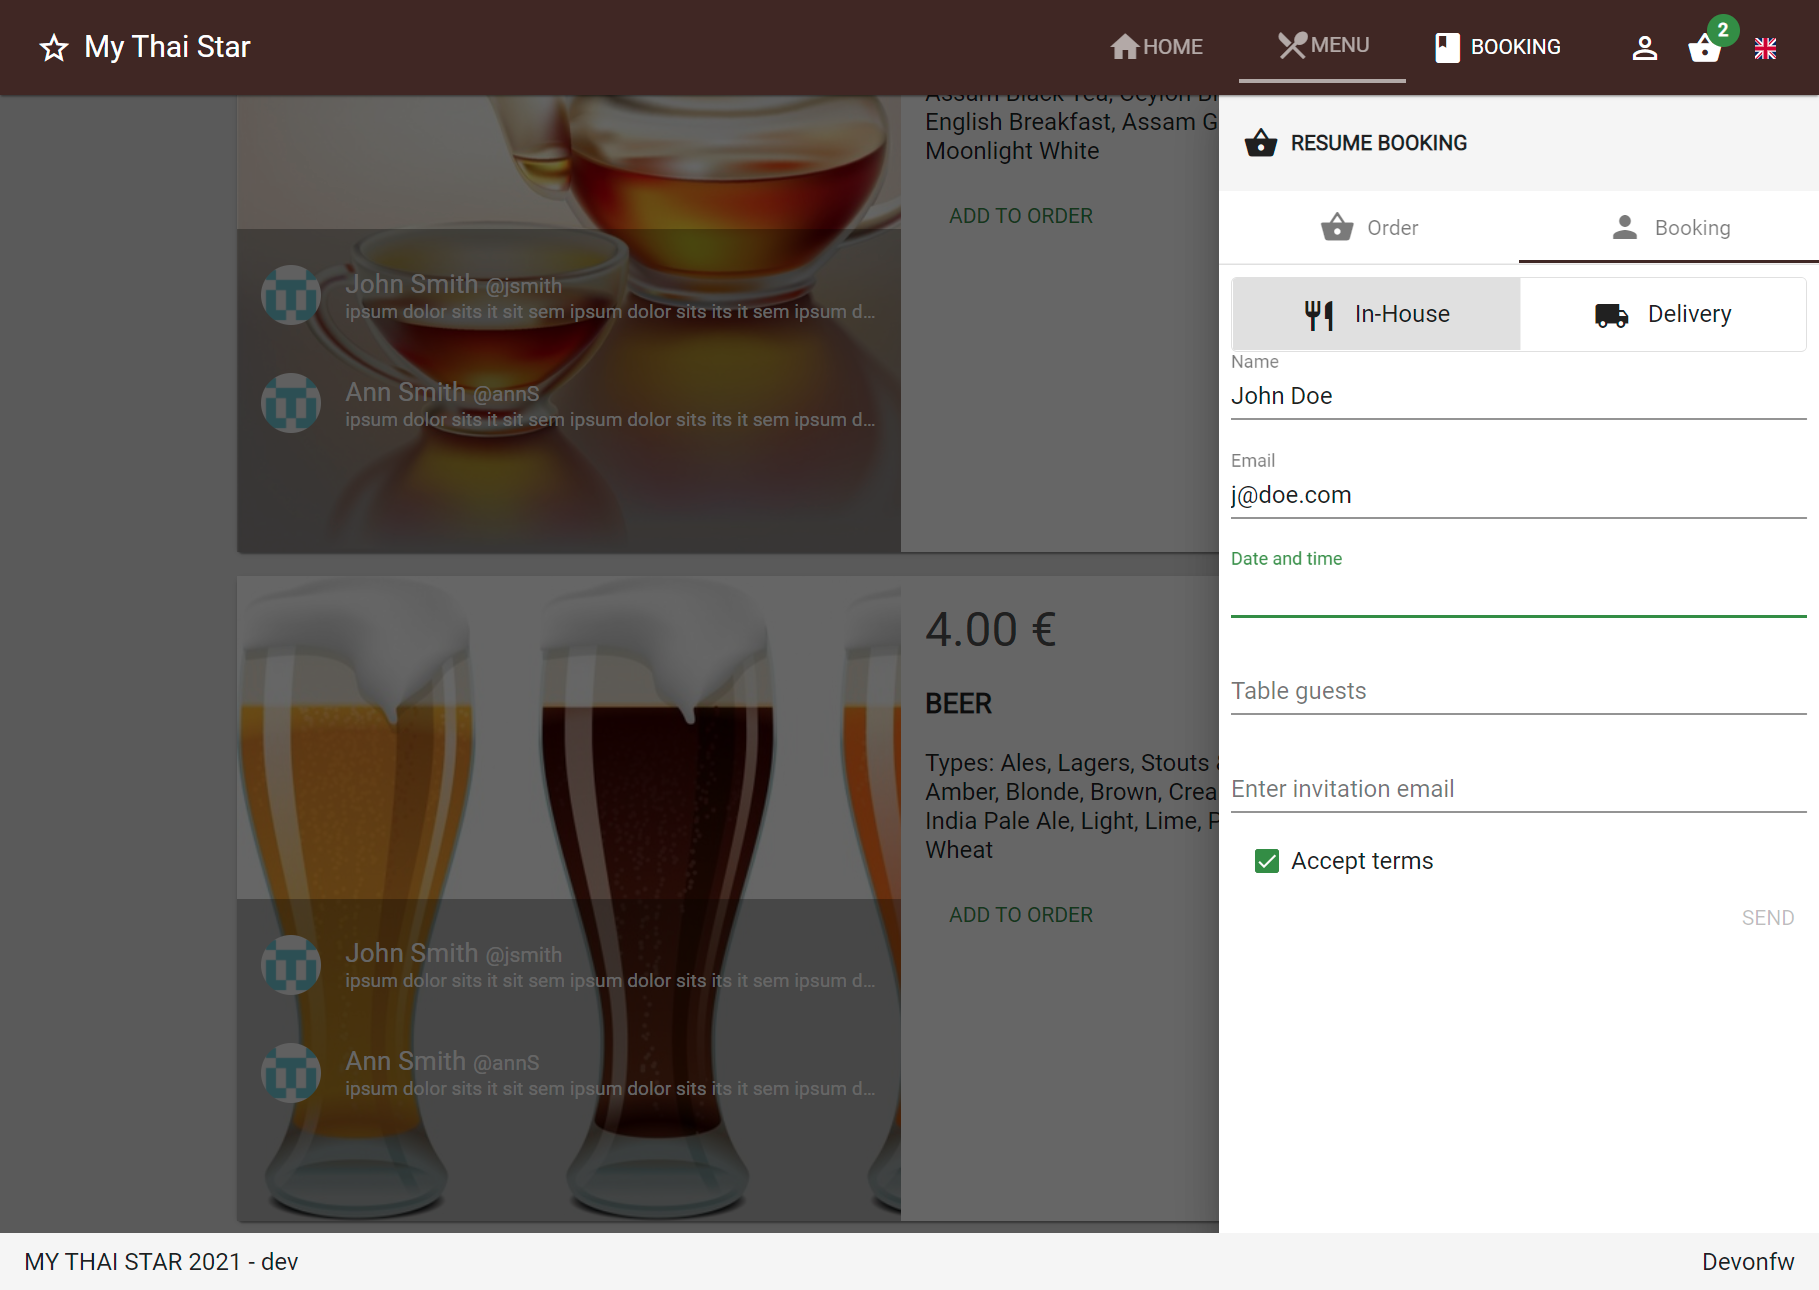 My Thai Star
HOME
MENU
BOOKING
2
English Breakfast, Assam G
Moonlight White
ADD TO ORDER
John Smith @jsmith
ipsum dolor sits it sit sem ipsum dolor sits its it sem ipsum d...
Ann Smith @annS
ipsum dolor sits it sit sem ipsum dolor sits its it sem ipsum d...
4.00 €
BEER
Types: Ales, Lagers, Stouts
Amber, Blonde, Brown, Crea
India Pale Ale, Light, Lime, P
Wheat
ADD TO ORDER
John Smith @jsmith
ipsum dolor sits it sit sem ipsum dolor sits its it sem ipsum d...
Ann Smith @annS
ipsum dolor sits it sit sem ipsum dolor sits its it sem ipsum d...
RESUME BOOKING
Order
Booking
In-House
Delivery
Name
John Doe
Email
j@doe.com
Date and time
Table guests
Enter invitation email
Accept terms
SEND
MY THAI STAR 2021 - dev
Devonfw